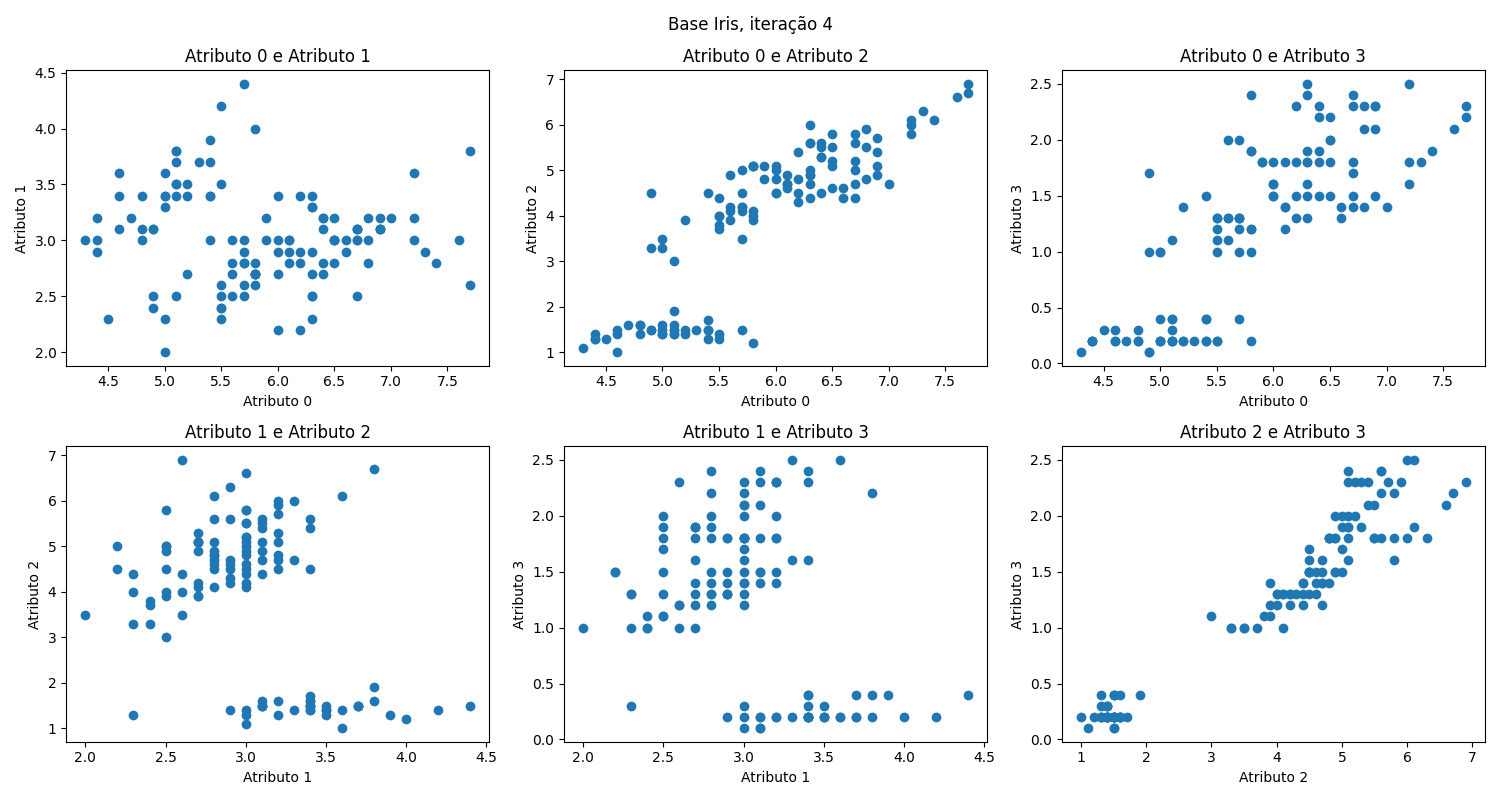 Base Iris, iteração 4
Atributo 0 e Atributo 1
4.5
4.0
3.5
3.0
2.5
2.0
Atributo 1
4.5 5.0 5.5 6.0 6.5 7.0 7.5
Atributo 0
Atributo 0 e Atributo 2
7
6
5
4
3
2
1
Atributo 2
4.5 5.0 5.5 6.0 6.5 7.0 7.5
Atributo 0
Atributo 0 e Atributo 3
2.5
2.0
1.5
1.0
0.5
0.0
Atributo 3
4.5 5.0 5.5 6.0 6.5 7.0 7.5
Atributo 0
Atributo 1 e Atributo 2
7
6
5
4
3
2
1
Atributo 2
2.0 2.5 3.0 3.5 4.0 4.5
Atributo 1
Atributo 1 e Atributo 3
2.5
2.0
1.5
1.0
0.5
0.0
Atributo 3
2.0 2.5 3.0 3.5 4.0 4.5
Atributo 1
Atributo 2 e Atributo 3
2.5
2.0
1.5
1.0
0.5
0.0
Atributo 3
1 2 3 4 5 6 7
Atributo 2